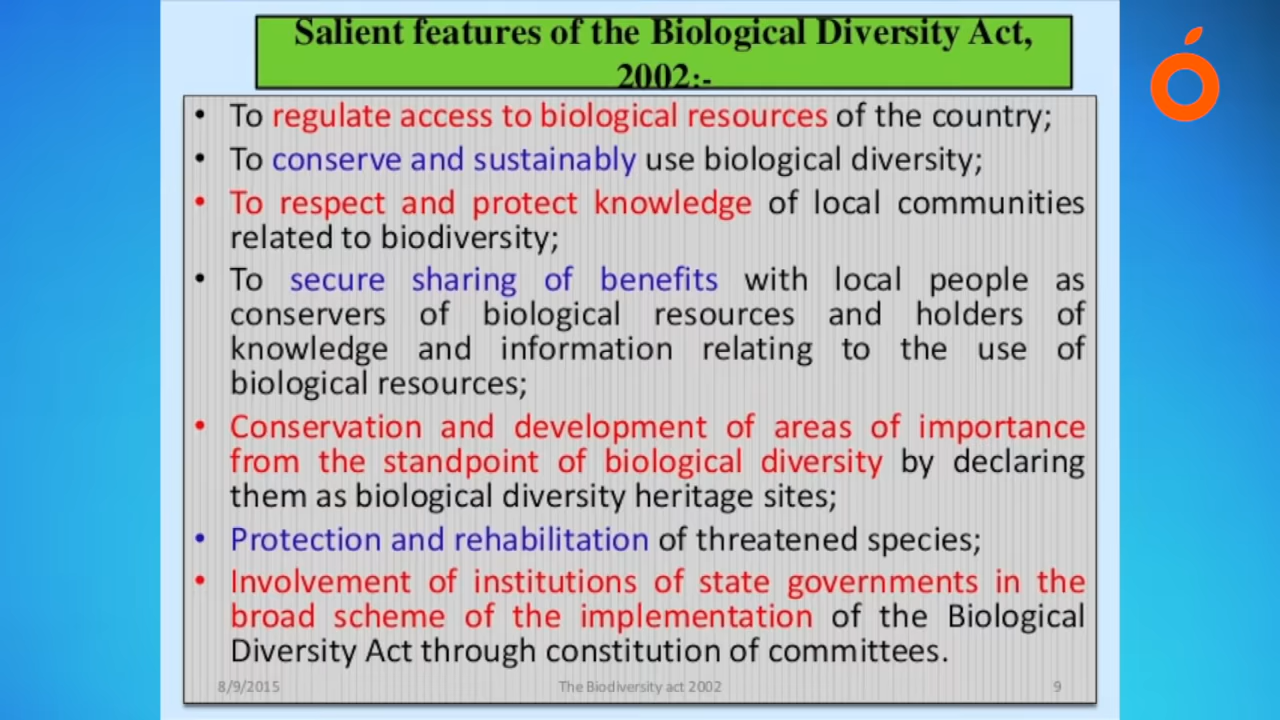 Salient features of the Biological Diversity Act,
2002:-
• To regulate access to biological resources of the country;
• To conserve and sustainably use biological diversity;
• To respect and protect knowledge of local communities
related to biodiversity;
• To secure sharing of benefits with local people as
conservers of biological resources and holders of
knowledge and information relating to the use of
biological resources;
• Conservation and development of areas of importance
from the standpoint of biological diversity by declaring
them as biological diversity heritage sites;
• Protection and rehabilitation of threatened species;
• Involvement of institutions of state governments in the
broad scheme of the implementation of the Biological
Diversity Act through constitution of committees.
8/9/2015 The Biodiversity act 2002 9